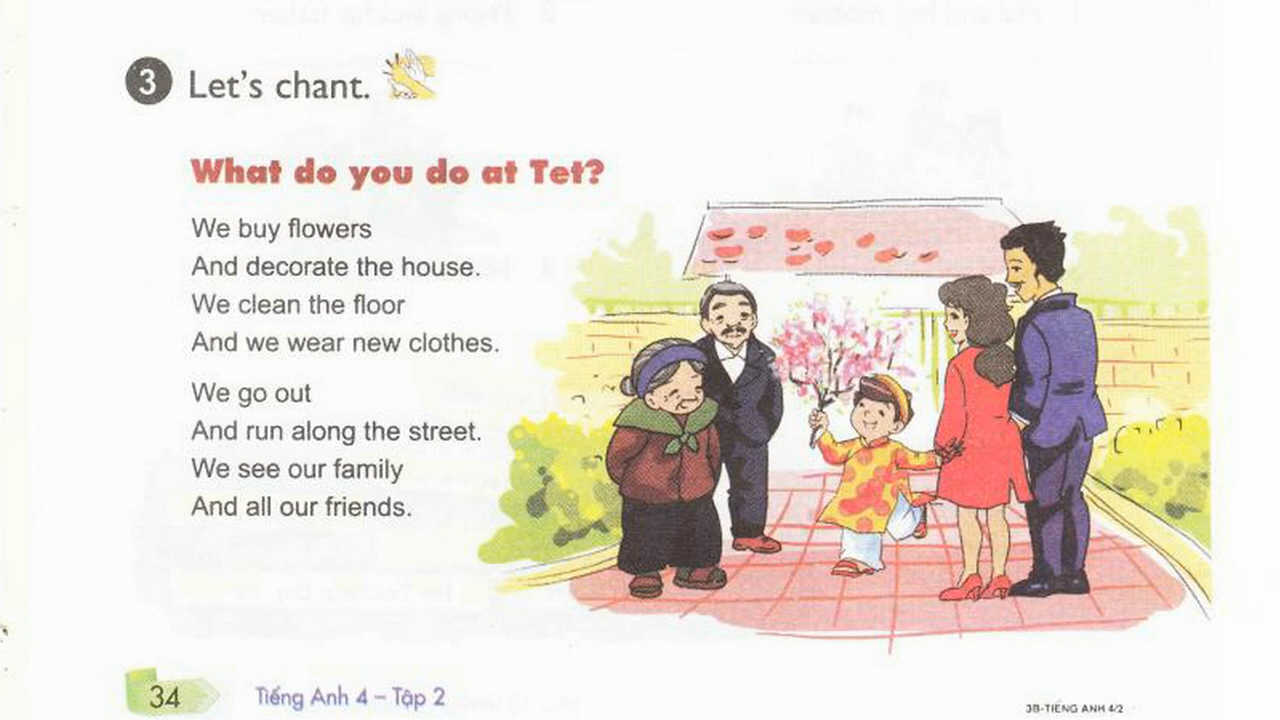 3 Let's chant.
What do you do at Tet?
We buy flowers
And decorate the house.
We clean the floor
And we wear new clothes.
We go out
And run along the street.
We see our family
And all our friends.
34 Tiếng Anh 4 – Tập 2
3B-TIẾNG ANH 4/2